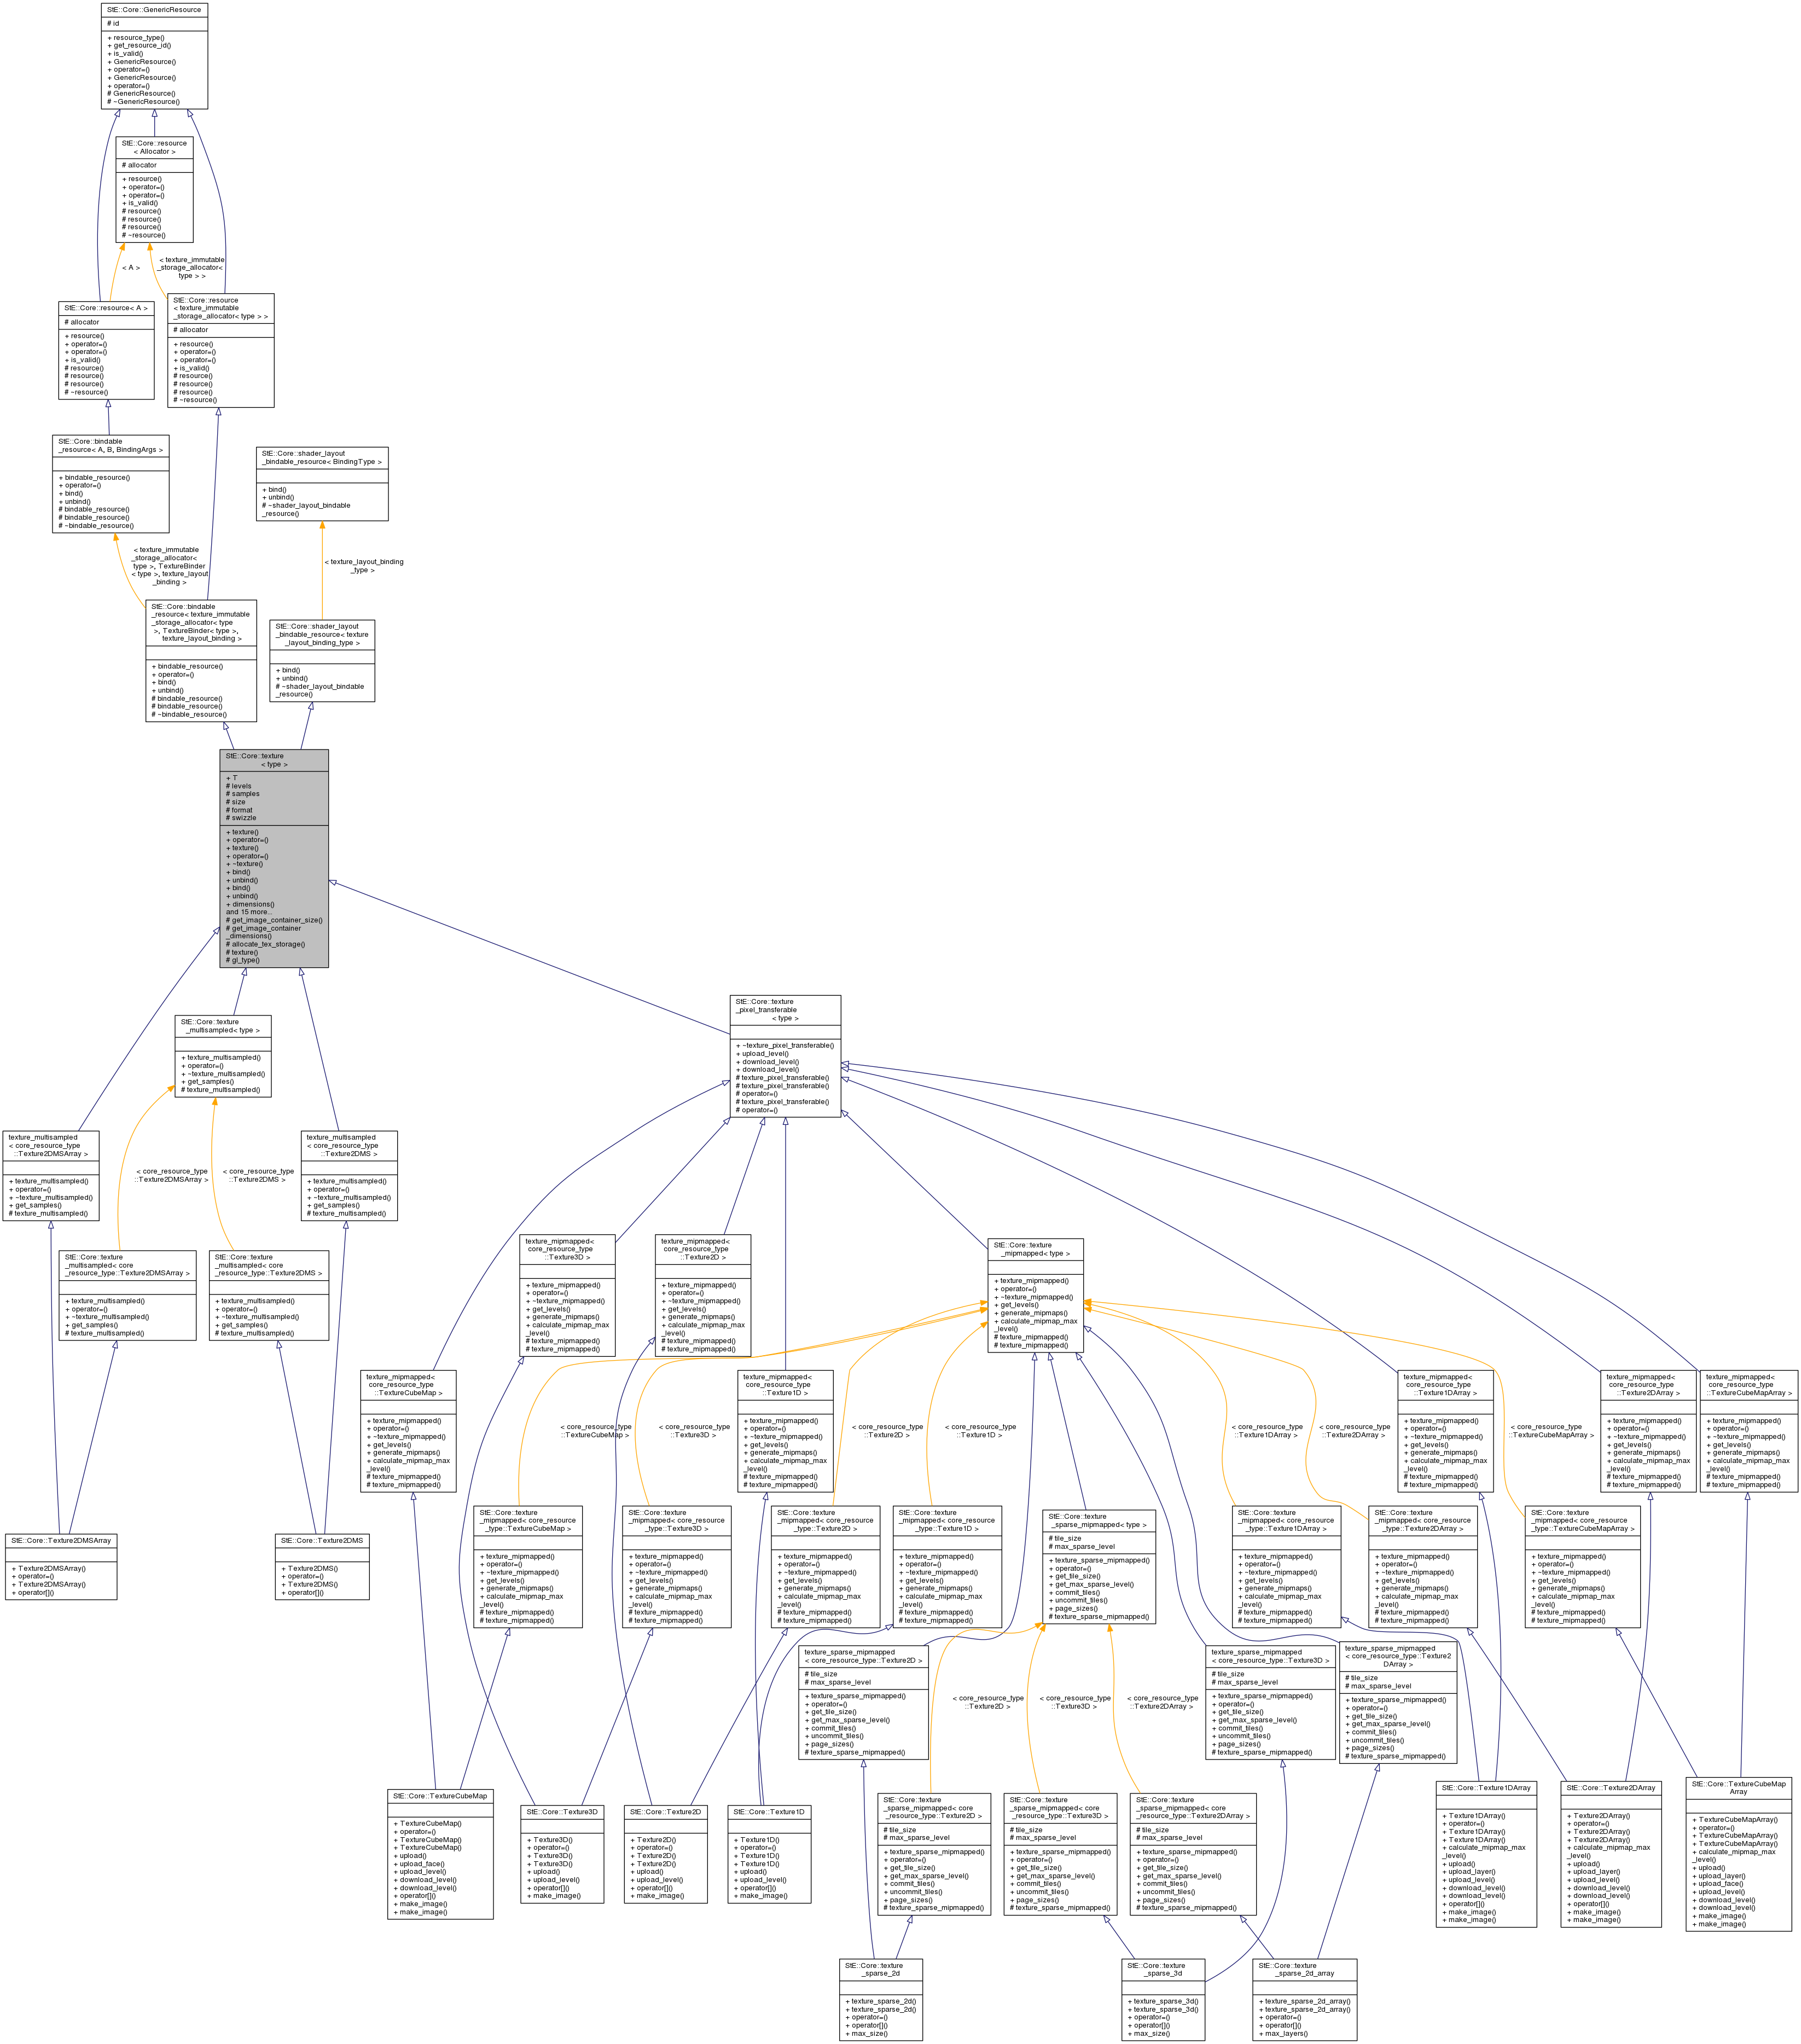 StE::Core::GenericResource
# id
+ resource_type()
+ get_resource_id()
+ is_valid()
+ GenericResource()
+ operator=()
+ GenericResource()
+ operator=()
# GenericResource()
# ~GenericResource()
StE::Core::resource
< Allocator >
# allocator
+ resource()
+ operator=()
+ operator=()
+ is_valid()
# resource()
# resource()
# resource()
# ~resource()
< A >
< texture_immutable
_storage_allocator<
type > >
StE::Core::resource< A >
# allocator
+ resource()
+ operator=()
+ operator=()
+ is_valid()
# resource()
# resource()
# resource()
# ~resource()
StE::Core::resource
< texture_immutable
_storage_allocator< type > >
# allocator
+ resource()
+ operator=()
+ operator=()
+ is_valid()
# resource()
# resource()
# resource()
# ~resource()
StE::Core::bindable
_resource< A, B, BindingArgs >
+ bindable_resource()
+ operator=()
+ bind()
+ unbind()
# bindable_resource()
# bindable_resource()
# ~bindable_resource()
StE::Core::shader_layout
_bindable_resource< BindingType >
+ bind()
+ unbind()
# ~shader_layout_bindable
_resource()
< texture_immutable
_storage_allocator<
type >, TextureBinder
< type >, texture_layout
_binding >
< texture_layout_binding
_type >
StE::Core::bindable
_resource< texture_immutable
_storage_allocator< type
>, TextureBinder< type >,
texture_layout_binding >
+ bindable_resource()
+ operator=()
+ bind()
+ unbind()
# bindable_resource()
# bindable_resource()
# ~bindable_resource()
StE::Core::shader_layout
_bindable_resource< texture
_layout_binding_type >
+ bind()
+ unbind()
# ~shader_layout_bindable
_resource()
StE::Core::texture
< type >
+ T
# levels
# samples
# size
# format
# swizzle
+ texture()
+ operator=()
+ texture()
+ operator=()
+ ~texture()
+ bind()
+ unbind()
+ bind()
+ unbind()
+ dimensions()
and 15 more...
# get_image_container_size()
# get_image_container
_dimensions()
# allocate_tex_storage()
# texture()
# gl_type()
StE::Core::texture
_multisampled< type >
+ texture_multisampled()
+ operator=()
+ ~texture_multisampled()
+ get_samples()
# texture_multisampled()
StE::Core::texture
_pixel_transferable
< type >
+ ~texture_pixel_transferable()
+ upload_level()
+ download_level()
+ download_level()
# texture_pixel_transferable()
# texture_pixel_transferable()
# operator=()
# texture_pixel_transferable()
# operator=()
texture_multisampled
< core_resource_type
::Texture2DMSArray >
+ texture_multisampled()
+ operator=()
+ ~texture_multisampled()
+ get_samples()
# texture_multisampled()
< core_resource_type
::Texture2DMSArray >
< core_resource_type
::Texture2DMS >
texture_multisampled
< core_resource_type
::Texture2DMS >
+ texture_multisampled()
+ operator=()
+ ~texture_multisampled()
+ get_samples()
# texture_multisampled()
StE::Core::texture
_multisampled< core
_resource_type::Texture2DMSArray >
+ texture_multisampled()
+ operator=()
+ ~texture_multisampled()
+ get_samples()
# texture_multisampled()
StE::Core::texture
_multisampled< core
_resource_type::Texture2DMS >
+ texture_multisampled()
+ operator=()
+ ~texture_multisampled()
+ get_samples()
# texture_multisampled()
texture_mipmapped<
core_resource_type
::Texture3D >
+ texture_mipmapped()
+ operator=()
+ ~texture_mipmapped()
+ get_levels()
+ generate_mipmaps()
+ calculate_mipmap_max
_level()
# texture_mipmapped()
# texture_mipmapped()
texture_mipmapped<
core_resource_type
::Texture2D >
+ texture_mipmapped()
+ operator=()
+ ~texture_mipmapped()
+ get_levels()
+ generate_mipmaps()
+ calculate_mipmap_max
_level()
# texture_mipmapped()
# texture_mipmapped()
StE::Core::texture
_mipmapped< type >
+ texture_mipmapped()
+ operator=()
+ ~texture_mipmapped()
+ get_levels()
+ generate_mipmaps()
+ calculate_mipmap_max
_level()
# texture_mipmapped()
# texture_mipmapped()
texture_mipmapped<
core_resource_type
::TextureCubeMap >
+ texture_mipmapped()
+ operator=()
+ ~texture_mipmapped()
+ get_levels()
+ generate_mipmaps()
+ calculate_mipmap_max
_level()
# texture_mipmapped()
# texture_mipmapped()
< core_resource_type
::TextureCubeMap >
< core_resource_type
::Texture3D >
texture_mipmapped<
core_resource_type
::Texture1D >
+ texture_mipmapped()
+ operator=()
+ ~texture_mipmapped()
+ get_levels()
+ generate_mipmaps()
+ calculate_mipmap_max
_level()
# texture_mipmapped()
# texture_mipmapped()
< core_resource_type
::Texture2D >
< core_resource_type
::Texture1D >
< core_resource_type
::Texture1DArray >
< core_resource_type
::Texture2DArray >
texture_mipmapped<
core_resource_type
::Texture1DArray >
+ texture_mipmapped()
+ operator=()
+ ~texture_mipmapped()
+ get_levels()
+ generate_mipmaps()
+ calculate_mipmap_max
_level()
# texture_mipmapped()
# texture_mipmapped()
< core_resource_type
::TextureCubeMapArray >
texture_mipmapped<
core_resource_type
::Texture2DArray >
+ texture_mipmapped()
+ operator=()
+ ~texture_mipmapped()
+ get_levels()
+ generate_mipmaps()
+ calculate_mipmap_max
_level()
# texture_mipmapped()
# texture_mipmapped()
texture_mipmapped<
core_resource_type
::TextureCubeMapArray >
+ texture_mipmapped()
+ operator=()
+ ~texture_mipmapped()
+ get_levels()
+ generate_mipmaps()
+ calculate_mipmap_max
_level()
# texture_mipmapped()
# texture_mipmapped()
StE::Core::Texture2DMSArray
+ Texture2DMSArray()
+ operator=()
+ Texture2DMSArray()
+ operator[]()
StE::Core::Texture2DMS
+ Texture2DMS()
+ operator=()
+ Texture2DMS()
+ operator[]()
StE::Core::texture
_mipmapped< core_resource
_type::TextureCubeMap >
+ texture_mipmapped()
+ operator=()
+ ~texture_mipmapped()
+ get_levels()
+ generate_mipmaps()
+ calculate_mipmap_max
_level()
# texture_mipmapped()
# texture_mipmapped()
StE::Core::texture
_mipmapped< core_resource
_type::Texture3D >
+ texture_mipmapped()
+ operator=()
+ ~texture_mipmapped()
+ get_levels()
+ generate_mipmaps()
+ calculate_mipmap_max
_level()
# texture_mipmapped()
# texture_mipmapped()
StE::Core::texture
_mipmapped< core_resource
_type::Texture2D >
+ texture_mipmapped()
+ operator=()
+ ~texture_mipmapped()
+ get_levels()
+ generate_mipmaps()
+ calculate_mipmap_max
_level()
# texture_mipmapped()
# texture_mipmapped()
StE::Core::texture
_mipmapped< core_resource
_type::Texture1D >
+ texture_mipmapped()
+ operator=()
+ ~texture_mipmapped()
+ get_levels()
+ generate_mipmaps()
+ calculate_mipmap_max
_level()
# texture_mipmapped()
# texture_mipmapped()
StE::Core::texture
_sparse_mipmapped< type >
# tile_size
# max_sparse_level
+ texture_sparse_mipmapped()
+ operator=()
+ get_tile_size()
+ get_max_sparse_level()
+ commit_tiles()
+ uncommit_tiles()
+ page_sizes()
# texture_sparse_mipmapped()
StE::Core::texture
_mipmapped< core_resource
_type::Texture1DArray >
+ texture_mipmapped()
+ operator=()
+ ~texture_mipmapped()
+ get_levels()
+ generate_mipmaps()
+ calculate_mipmap_max
_level()
# texture_mipmapped()
# texture_mipmapped()
StE::Core::texture
_mipmapped< core_resource
_type::Texture2DArray >
+ texture_mipmapped()
+ operator=()
+ ~texture_mipmapped()
+ get_levels()
+ generate_mipmaps()
+ calculate_mipmap_max
_level()
# texture_mipmapped()
# texture_mipmapped()
StE::Core::texture
_mipmapped< core_resource
_type::TextureCubeMapArray >
+ texture_mipmapped()
+ operator=()
+ ~texture_mipmapped()
+ get_levels()
+ generate_mipmaps()
+ calculate_mipmap_max
_level()
# texture_mipmapped()
# texture_mipmapped()
texture_sparse_mipmapped
< core_resource_type::Texture2D >
# tile_size
# max_sparse_level
+ texture_sparse_mipmapped()
+ operator=()
+ get_tile_size()
+ get_max_sparse_level()
+ commit_tiles()
+ uncommit_tiles()
+ page_sizes()
# texture_sparse_mipmapped()
< core_resource_type
::Texture2D >
< core_resource_type
::Texture3D >
< core_resource_type
::Texture2DArray >
texture_sparse_mipmapped
< core_resource_type::Texture3D >
# tile_size
# max_sparse_level
+ texture_sparse_mipmapped()
+ operator=()
+ get_tile_size()
+ get_max_sparse_level()
+ commit_tiles()
+ uncommit_tiles()
+ page_sizes()
# texture_sparse_mipmapped()
texture_sparse_mipmapped
< core_resource_type::Texture2
DArray >
# tile_size
# max_sparse_level
+ texture_sparse_mipmapped()
+ operator=()
+ get_tile_size()
+ get_max_sparse_level()
+ commit_tiles()
+ uncommit_tiles()
+ page_sizes()
# texture_sparse_mipmapped()
StE::Core::TextureCubeMap
+ TextureCubeMap()
+ operator=()
+ TextureCubeMap()
+ TextureCubeMap()
+ upload()
+ upload_face()
+ upload_level()
+ download_level()
+ download_level()
+ operator[]()
+ make_image()
+ make_image()
StE::Core::Texture3D
+ Texture3D()
+ operator=()
+ Texture3D()
+ Texture3D()
+ upload()
+ upload_level()
+ operator[]()
+ make_image()
StE::Core::Texture2D
+ Texture2D()
+ operator=()
+ Texture2D()
+ Texture2D()
+ upload()
+ upload_level()
+ operator[]()
+ make_image()
StE::Core::Texture1D
+ Texture1D()
+ operator=()
+ Texture1D()
+ Texture1D()
+ upload()
+ upload_level()
+ operator[]()
+ make_image()
StE::Core::texture
_sparse_mipmapped< core
_resource_type::Texture2D >
# tile_size
# max_sparse_level
+ texture_sparse_mipmapped()
+ operator=()
+ get_tile_size()
+ get_max_sparse_level()
+ commit_tiles()
+ uncommit_tiles()
+ page_sizes()
# texture_sparse_mipmapped()
StE::Core::texture
_sparse_mipmapped< core
_resource_type::Texture3D >
# tile_size
# max_sparse_level
+ texture_sparse_mipmapped()
+ operator=()
+ get_tile_size()
+ get_max_sparse_level()
+ commit_tiles()
+ uncommit_tiles()
+ page_sizes()
# texture_sparse_mipmapped()
StE::Core::texture
_sparse_mipmapped< core
_resource_type::Texture2DArray >
# tile_size
# max_sparse_level
+ texture_sparse_mipmapped()
+ operator=()
+ get_tile_size()
+ get_max_sparse_level()
+ commit_tiles()
+ uncommit_tiles()
+ page_sizes()
# texture_sparse_mipmapped()
StE::Core::Texture1DArray
+ Texture1DArray()
+ operator=()
+ Texture1DArray()
+ Texture1DArray()
+ calculate_mipmap_max
_level()
+ upload()
+ upload_layer()
+ upload_level()
+ download_level()
+ download_level()
+ operator[]()
+ make_image()
+ make_image()
StE::Core::Texture2DArray
+ Texture2DArray()
+ operator=()
+ Texture2DArray()
+ Texture2DArray()
+ calculate_mipmap_max
_level()
+ upload()
+ upload_layer()
+ upload_level()
+ download_level()
+ download_level()
+ operator[]()
+ make_image()
+ make_image()
StE::Core::TextureCubeMap
Array
+ TextureCubeMapArray()
+ operator=()
+ TextureCubeMapArray()
+ TextureCubeMapArray()
+ calculate_mipmap_max
_level()
+ upload()
+ upload_layer()
+ upload_face()
+ upload_level()
+ download_level()
+ download_level()
+ make_image()
+ make_image()
StE::Core::texture
_sparse_2d
+ texture_sparse_2d()
+ texture_sparse_2d()
+ operator=()
+ operator[]()
+ max_size()
StE::Core::texture
_sparse_3d
+ texture_sparse_3d()
+ texture_sparse_3d()
+ operator=()
+ operator[]()
+ max_size()
StE::Core::texture
_sparse_2d_array
+ texture_sparse_2d_array()
+ texture_sparse_2d_array()
+ operator=()
+ operator[]()
+ max_layers()